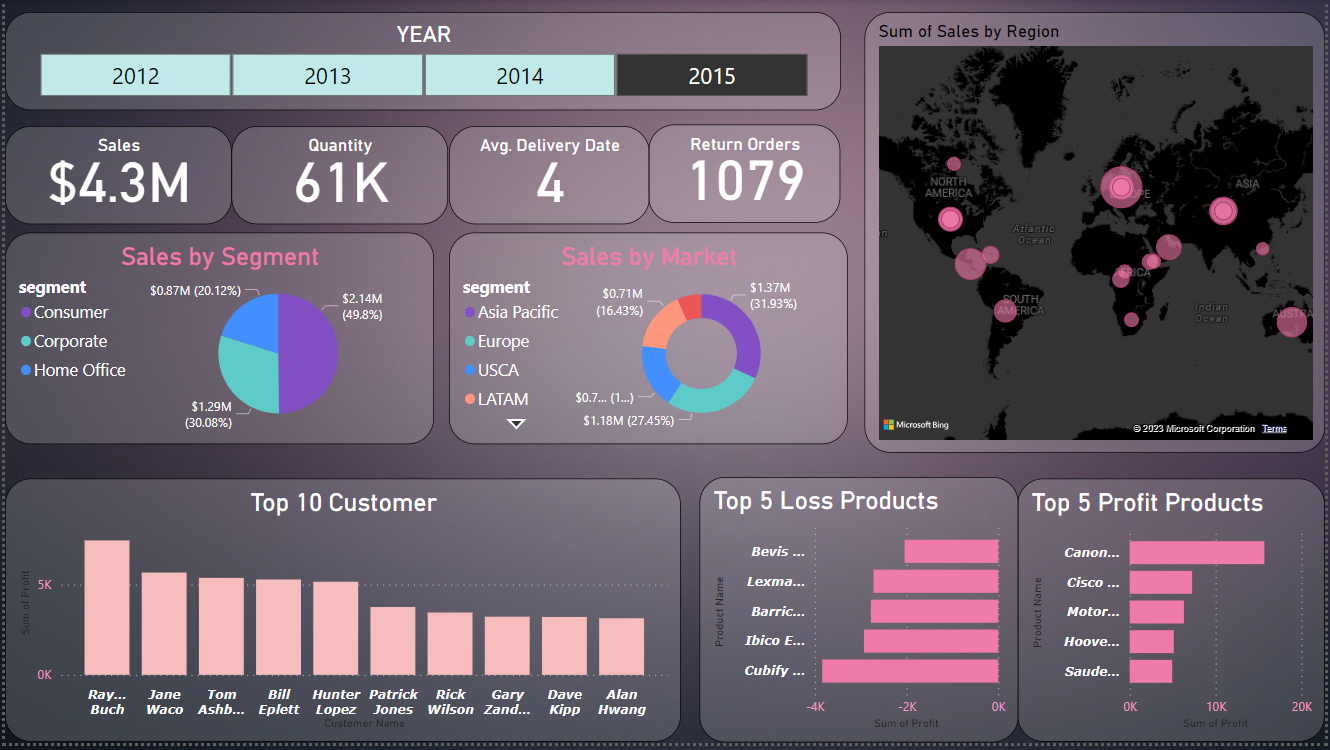 YEAR
2012
2013
2014
2015
Sales
$4.3M
Quantity
61K
Avg. Delivery Date
4
Return Orders
1079
Sum of Sales by Region
NORTH
AMERICA
Atlantic
Ocean
ASIA
SOUTH
AMERICA
Indian
Ocean
AUSTRA
Microsoft Bing
© 2023 Microsoft Corporation Terms
Sales by Segment
segment
Consumer
Corporate
Home Office
$0.87M (20.12%)
$2.14M
(49.8%)
$1.29M
(30.08%)
Sales by Market
segment
Asia Pacific
Europe
USCA
LATAM
$0.71M
(16.43%)
$1.37M
(31.93%)
$0.7... (1...)
$1.18M (27.45%)
Top 10 Customer
Sum of Profit
5K
0K
Ray...
Buch
Jane
Waco
Tom
Ashb...
Bill
Eplett
Hunter
Lopez
Patrick
Jones
Rick
Wilson
Gary
Zand...
Dave
Kipp
Alan
Hwang
Customer Name
Top 5 Loss Products
Product Name
Bevis ...
Lexma...
Barric...
Ibico E...
Cubify ...
-4K
-2K
0K
Sum of Profit
Top 5 Profit Products
Product Name
Canon...
Cisco ...
Motor...
Hoove...
Saude...
0K
10K
20K
Sum of Profit